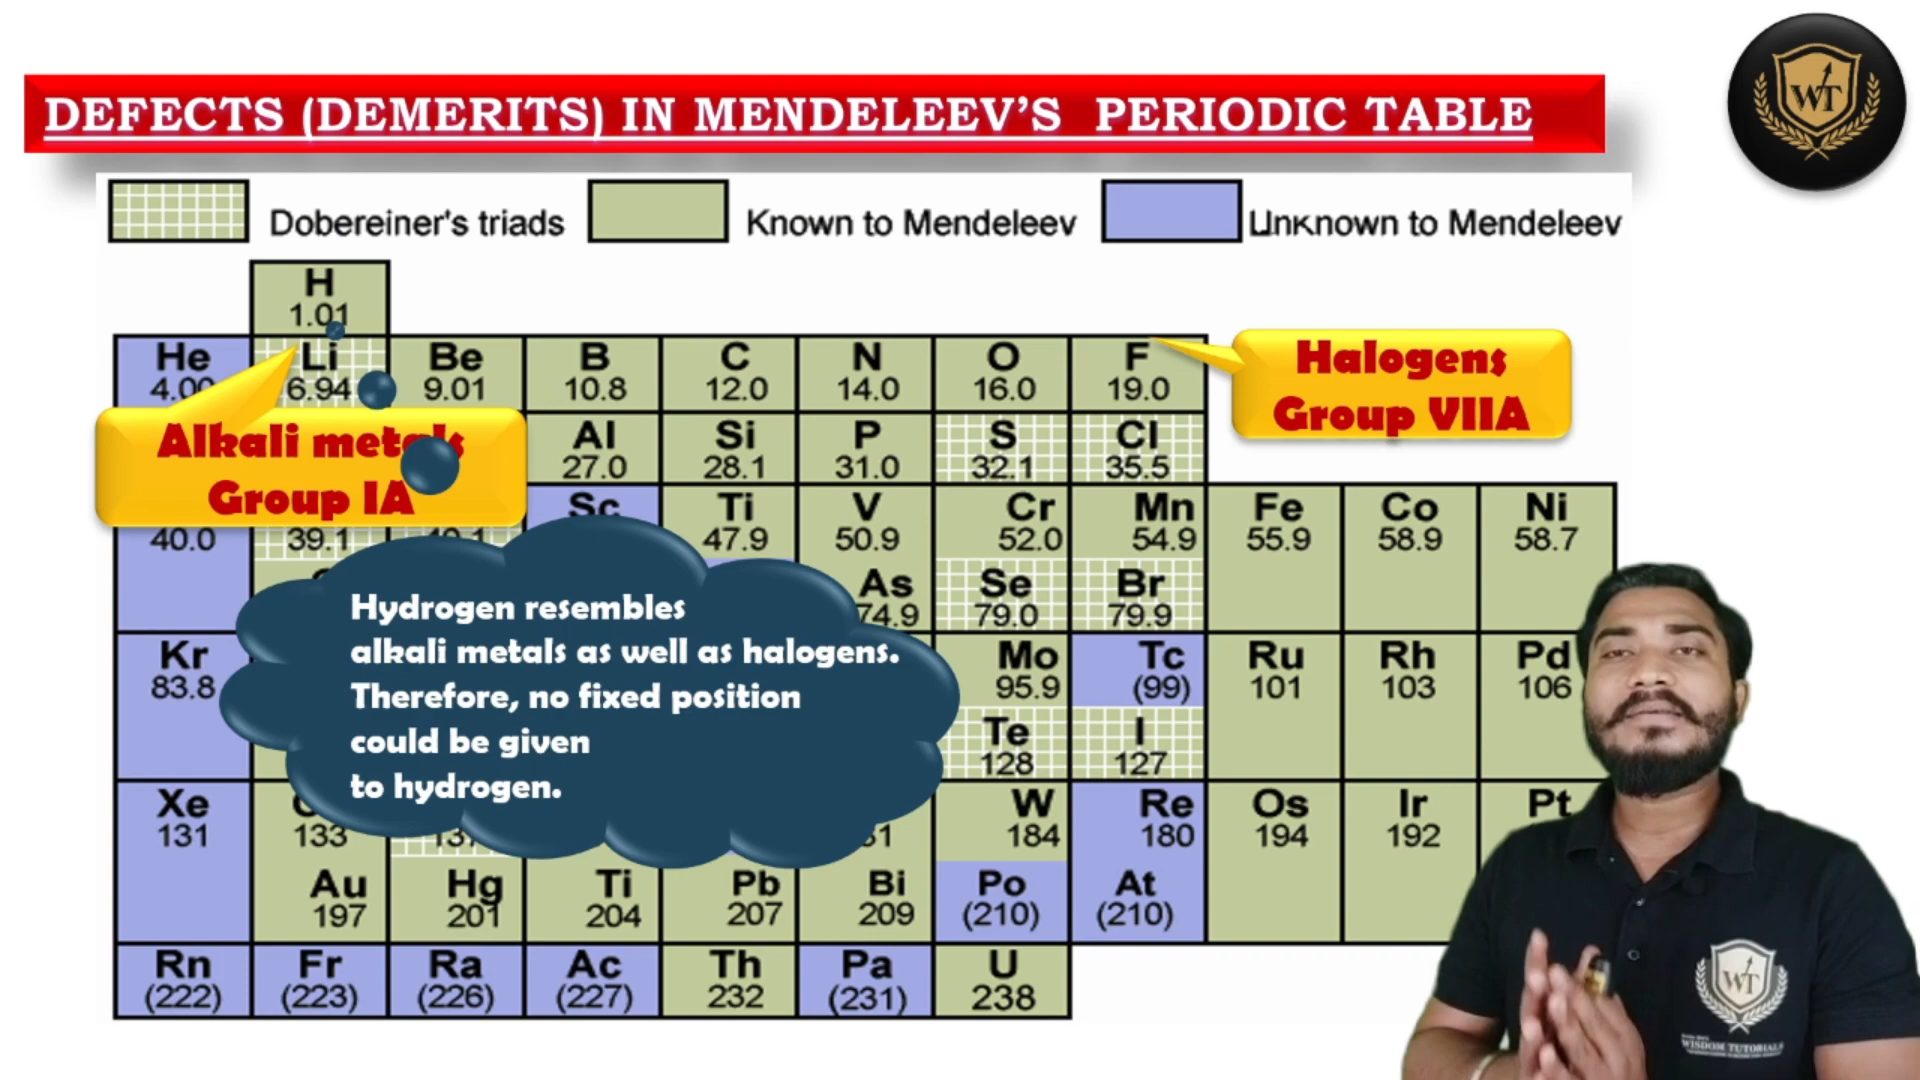 DEFECTS (DEMERITS) IN MENDELEEV'S PERIODIC TABLE
WT
Dobereiner's triads
Known to Mendeleev
Unknown to Mendeleev
H
1.01
He Li Be B C N O F
4.00 6.94 9.01 10.8 12.0 14.0 16.0 19.0
Halogens
Group VIIA
Alkali metals
Group IA
Al Si P S Cl
27.0 28.1 31.0 32.1 35.5
Sc Ti V Cr Mn Fe Co Ni
40.0 39.1 40.1 47.9 50.9 52.0 54.9 55.9 58.9 58.7
As Se Br
74.9 79.0 79.9
Hydrogen resembles
alkali metals as well as halogens.
Therefore, no fixed position
could be given
to hydrogen.
Kr Mo Tc Ru Rh Pd
83.8 95.9 (99) 101 103 106
Te I
128 127
Xe W Re Os Ir Pt
131 133 184 180 194 192
Au Hg Ti Pb Bi Po At
197 201 204 207 209 (210) (210)
Rn Fr Ra Ac Th Pa U
(222) (223) (226) (227) 232 (231) 238
WT
WISDOM TUTORIALS